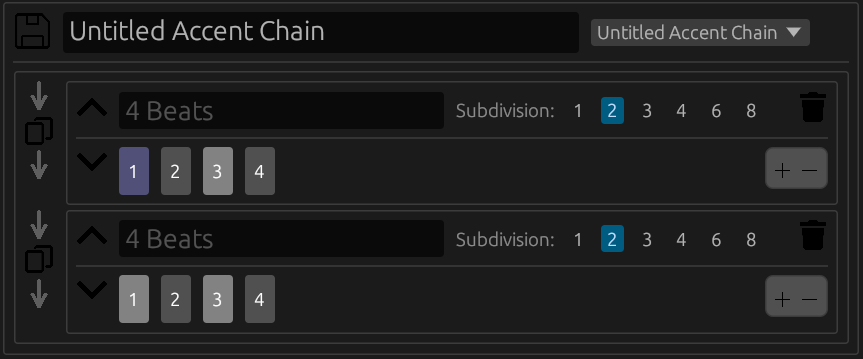 Untitled Accent Chain Untitled Accent Chain ▼
4 Beats Subdivision: 1 2 3 4 6 8
1 2 3 4 + −
4 Beats Subdivision: 1 2 3 4 6 8
1 2 3 4 + −